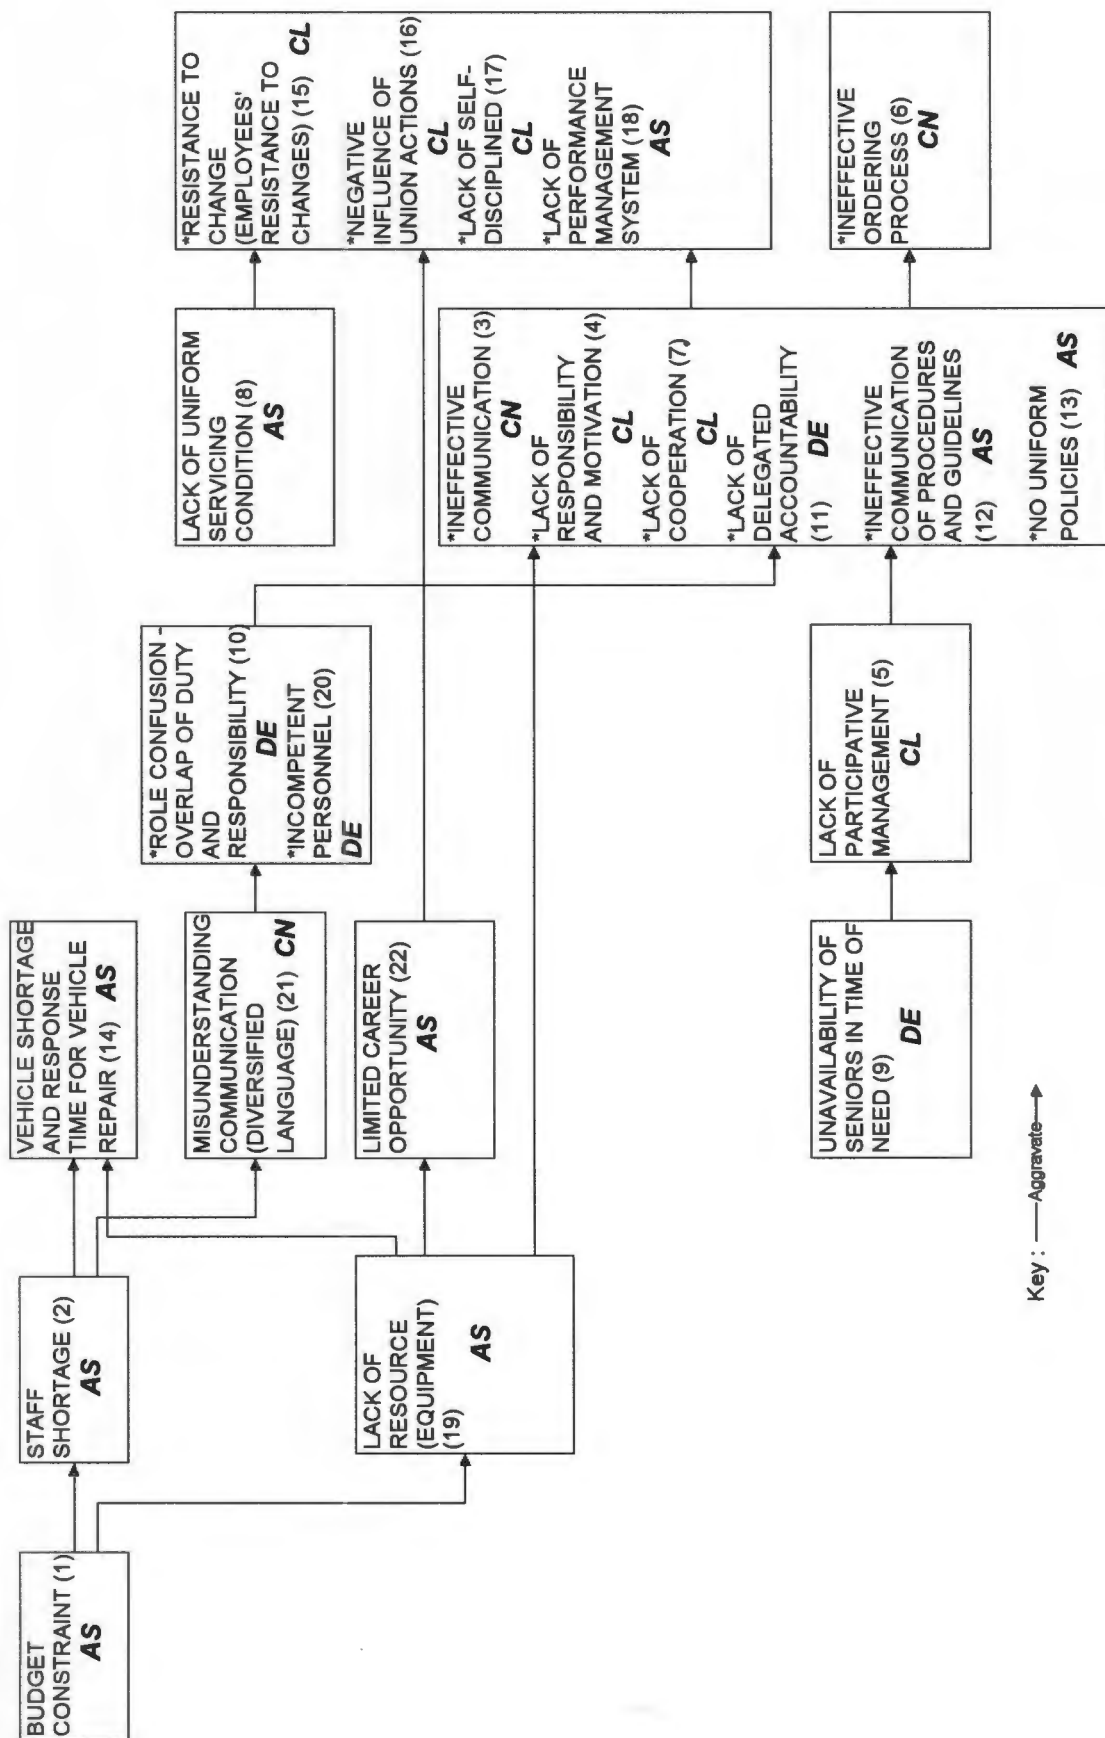 BUDGET
CONSTRAINT (1)
AS
STAFF
SHORTAGE (2)
AS
LACK OF
RESOURCE
(EQUIPMENT)
(19)
AS
VEHICLE SHORTAGE
AND RESPONSE
TIME FOR VEHICLE
REPAIR (14) AS
MISUNDERSTANDING
COMMUNICATION
(DIVERSIFIED
LANGUAGE) (21) CN
LIMITED CAREER
OPPORTUNITY (22)
AS
UNAVAILABILITY OF
SENIORS IN TIME OF
NEED (9)
DE
*ROLE CONFUSION -
OVERLAP OF DUTY
AND
RESPONSIBILITY (10)
DE
*INCOMPETENT
PERSONNEL (20)
DE
LACK OF
PARTICIPATIVE
MANAGEMENT (5)
CL
LACK OF UNIFORM
SERVICING
CONDITION (8)
AS
*INEFFECTIVE
COMMUNICATION (3)
CN
*LACK OF
RESPONSIBILITY
AND MOTIVATION (4)
CL
*LACK OF
COOPERATION (7)
CL
*LACK OF
DELEGATED
ACCOUNTABILITY
(11) DE
*INEFFECTIVE
COMMUNICATION
OF PROCEDURES
AND GUIDELINES
(12) AS
*NO UNIFORM
POLICIES (13) AS
*RESISTANCE TO
CHANGE
(EMPLOYEES'
RESISTANCE TO
CHANGES) (15) CL
*NEGATIVE
INFLUENCE OF
UNION ACTIONS (16)
CL
*LACK OF SELF-
DISCIPLINED (17)
CL
*LACK OF
PERFORMANCE
MANAGEMENT
SYSTEM (18)
AS
*INEFFECTIVE
ORDERING
PROCESS (6)
CN
Key : Aggravate